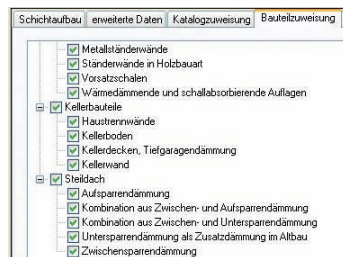 Schichtaufbau erweiterte Daten Katalogzuweisung Bauteilzuweisung
Metallständerwände
Ständerwände in Holzbauart
Vorsatzschalen
Wärmedämmende und schallabsorbierende Auflagen
Kellerbauteile
Haustrennwände
Kellerboden
Kellerdecken, Tiefgaragendämmung
Kellerwand
Steildach
Aufsparrendämmung
Kombination aus Zwischen- und Aufsparrendämmung
Kombination aus Zwischen- und Untersparrendämmung
Untersparrendämmung als Zusatzdämmung im Altbau
Zwischensparrendämmung